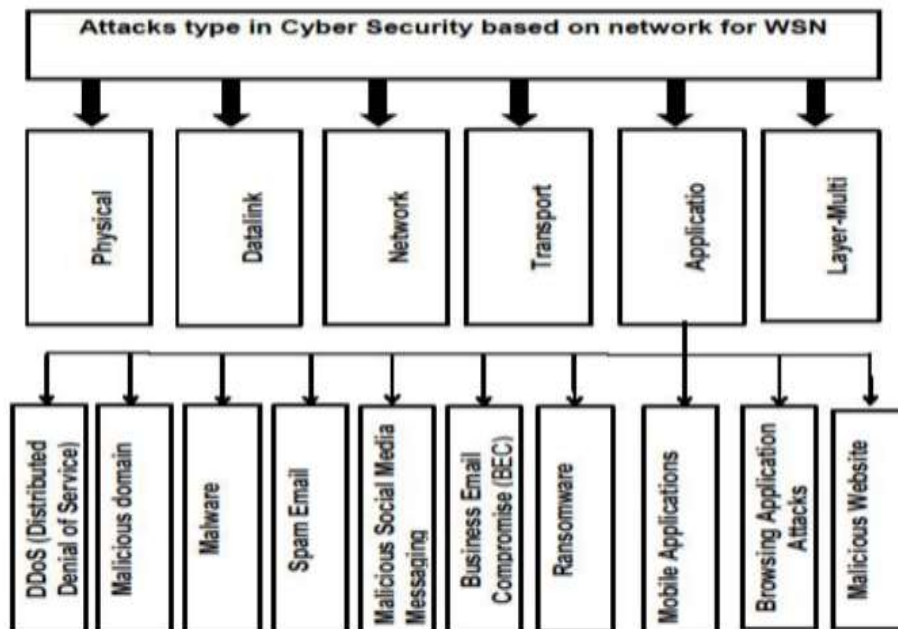 Attacks type in Cyber Security based on network for WSN
Physical
Datalink
Network
Transport
Applicatio
Layer-Multi
DDoS (Distributed
Denial of Service)
Malicious domain
Malware
Spam Email
Malicious Social Media
Messaging
Business Email
Compromise (BEC)
Ransomware
Mobile Applications
Browsing Application
Attacks
Malicious Website